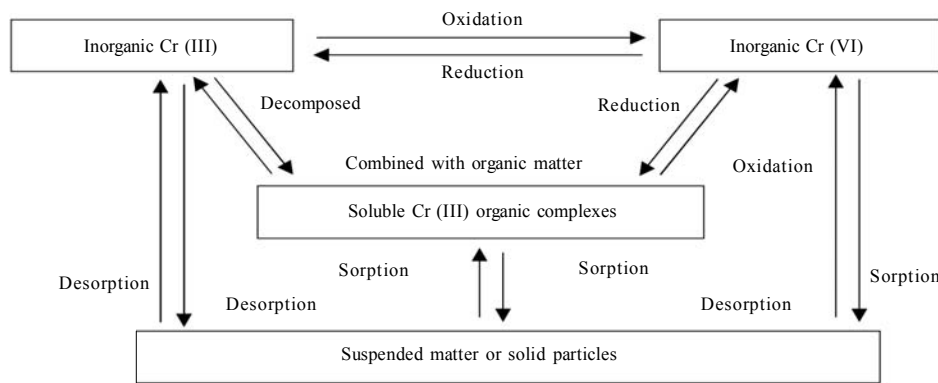 Oxidation
Inorganic Cr (III)
Inorganic Cr (VI)
Reduction
Decomposed
Reduction
Combined with organic matter
Oxidation
Soluble Cr (III) organic complexes
Sorption
Sorption
Desorption
Sorption
Desorption
Desorption
Suspended matter or solid particles